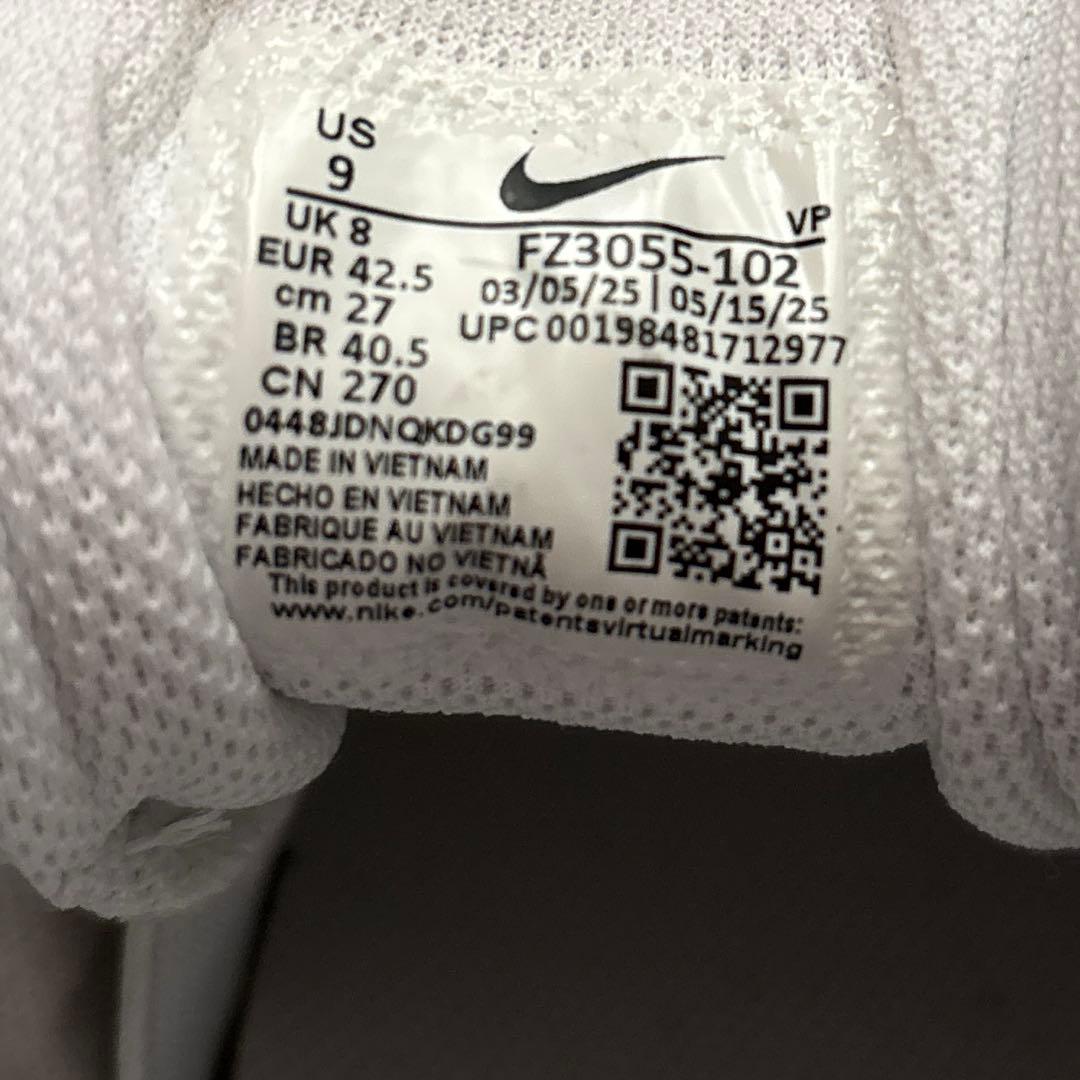 US
9
VP
UK 8
FZ3055-102
EUR 42.5
03/05/25 | 05/15/25
cm 27
UPC 00198481712977
BR 40.5
CN 270
0448JDNQKDG99
MADE IN VIETNAM
HECHO EN VIETNAM
FABRIQUE AU VIETNAM
FABRICADO NO VIETNÃ
This product is covered by one or more patents:
www.nike.com/patentsvirtualmarking